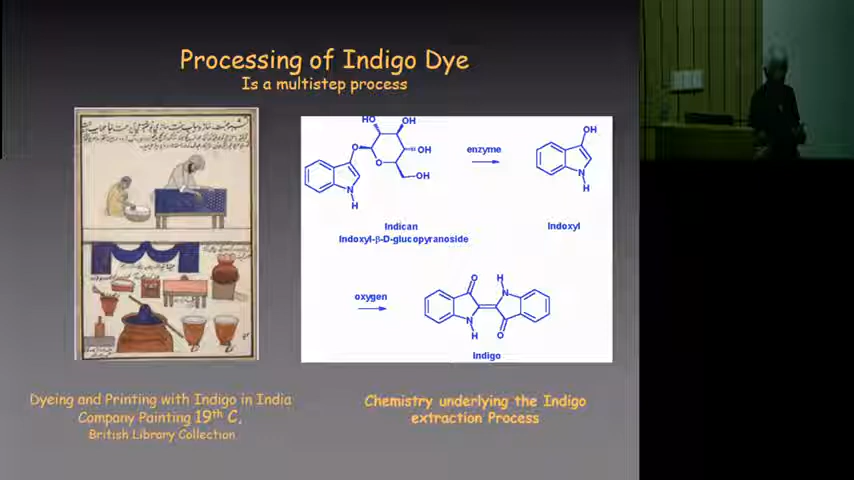 Processing of Indigo Dye
Is a multistep process
HO
OH
O
OH
O
OH
N
H
enzyme
OH
N
H
Indican
Indoxyl-β-D-glucopyranoside
Indoxyl
oxygen
O
H
N
N
H
O
Indigo
Dyeing and Printing with Indigo in India
Company Painting 19th C,
British Library Collection
Chemistry underlying the Indigo
extraction Process